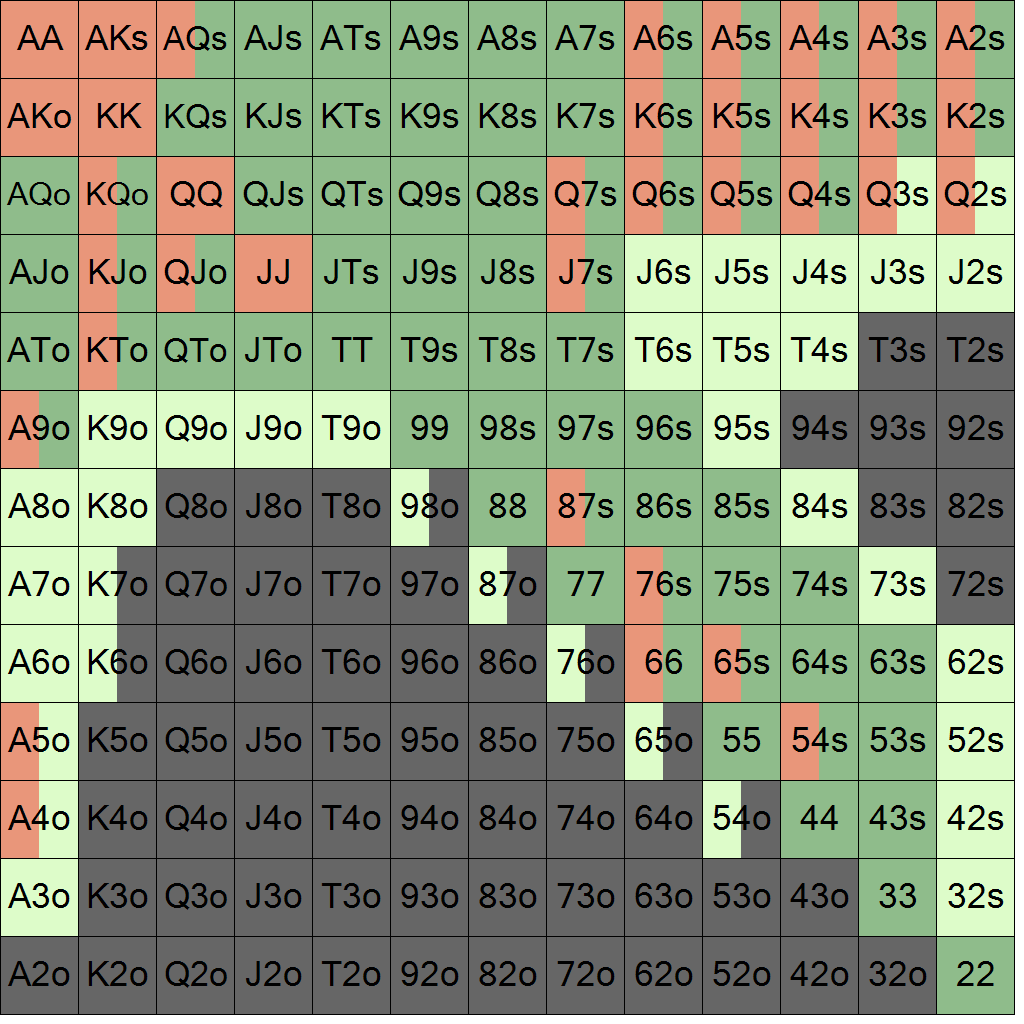 AA AKs AQs AJs ATs A9s A8s A7s A6s A5s A4s A3s A2s
AKo KK KQs KJs KTs K9s K8s K7s K6s K5s K4s K3s K2s
AQo KQo QQ QJs QTs Q9s Q8s Q7s Q6s Q5s Q4s Q3s Q2s
AJo KJo QJo JJ JTs J9s J8s J7s J6s J5s J4s J3s J2s
ATo KTo QTo JTo TT T9s T8s T7s T6s T5s T4s T3s T2s
A9o K9o Q9o J9o T9o 99 98s 97s 96s 95s 94s 93s 92s
A8o K8o Q8o J8o T8o 98o 88 87s 86s 85s 84s 83s 82s
A7o K7o Q7o J7o T7o 97o 87o 77 76s 75s 74s 73s 72s
A6o K6o Q6o J6o T6o 96o 86o 76o 66 65s 64s 63s 62s
A5o K5o Q5o J5o T5o 95o 85o 75o 65o 55 54s 53s 52s
A4o K4o Q4o J4o T4o 94o 84o 74o 64o 54o 44 43s 42s
A3o K3o Q3o J3o T3o 93o 83o 73o 63o 53o 43o 33 32s
A2o K2o Q2o J2o T2o 92o 82o 72o 62o 52o 42o 32o 22